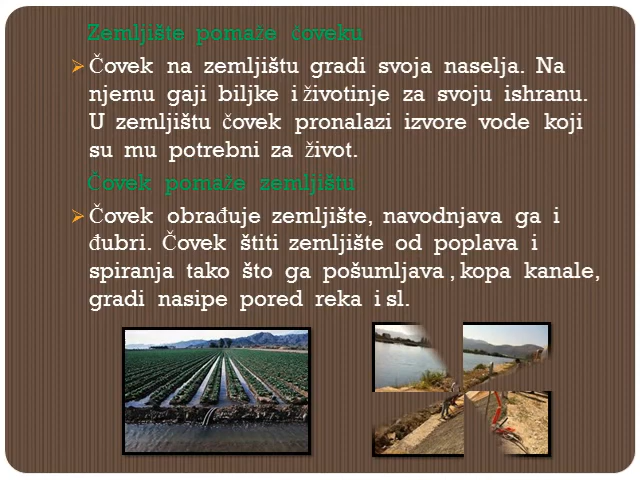 Zemljište pomaže čoveku
Čovek na zemljištu gradi svoja naselja. Na
njemu gaji biljke i životinje za svoju ishranu.
U zemljištu čovek pronalazi izvore vode koji
su mu potrebni za život.
Čovek pomaže zemljištu
Čovek obrađuje zemljište, navodnjava ga i
đubri. Čovek štiti zemljište od poplava i
spiranja tako što ga pošumljava , kopa kanale,
gradi nasipe pored reka i sl.